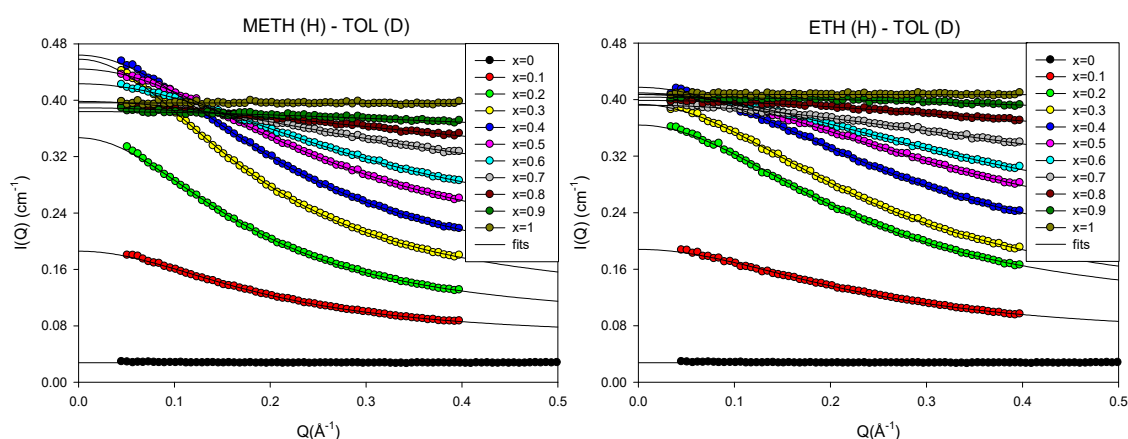 METH (H) - TOL (D)
I(Q) (cm-1)
0.48
0.40
0.32
0.24
0.16
0.08
0.00
x=0
x=0.1
x=0.2
x=0.3
x=0.4
x=0.5
x=0.6
x=0.7
x=0.8
x=0.9
x=1
fits
0.0 0.1 0.2 0.3 0.4 0.5
Q(Å-1)
ETH (H) - TOL (D)
I(Q) (cm-1)
0.48
0.40
0.32
0.24
0.16
0.08
0.00
x=0
x=0.1
x=0.2
x=0.3
x=0.4
x=0.5
x=0.6
x=0.7
x=0.8
x=0.9
x=1
fits
0.0 0.1 0.2 0.3 0.4 0.5
Q(Å-1)